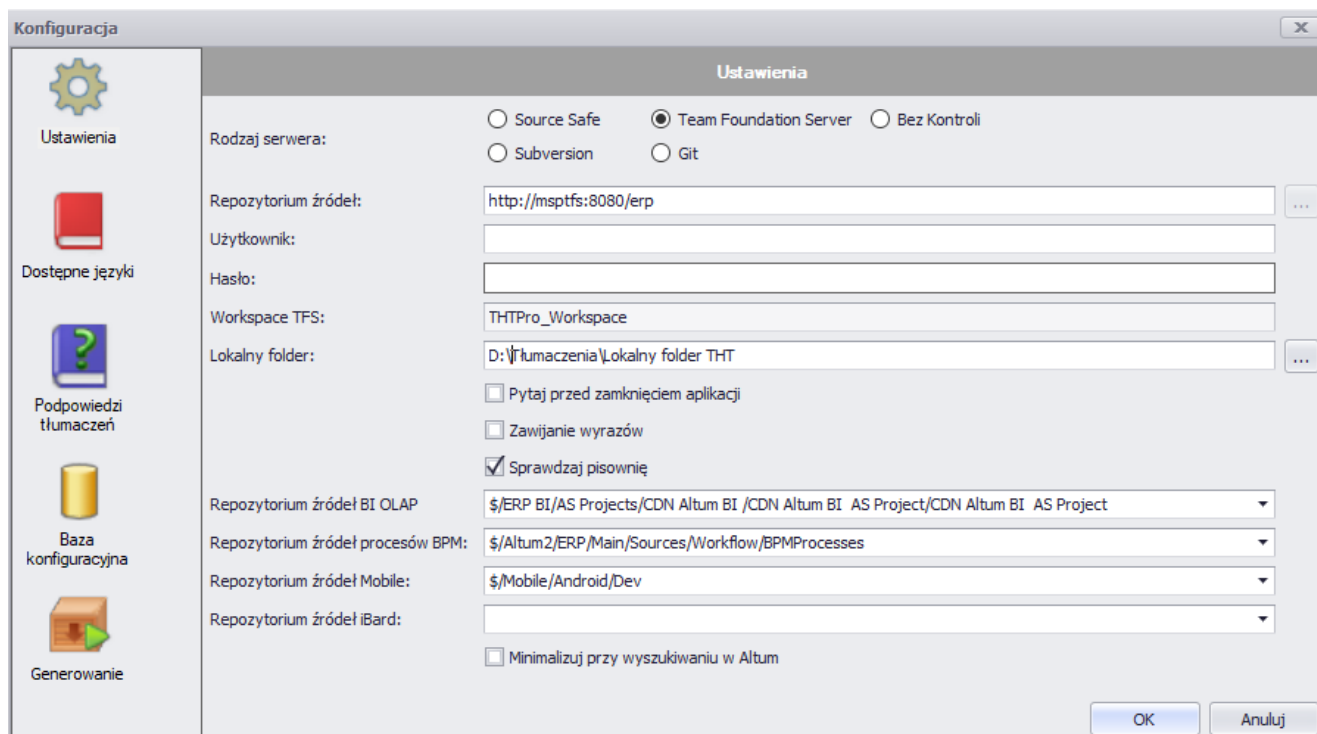 Konfiguracja
Ustawienia
Dostępne języki
Podpowiedzi
tłumaczeń
Baza
konfiguracyjna
Generowanie
Ustawienia
Rodzaj serwera:
Source Safe Team Foundation Server Bez Kontroli
Subversion Git
Repozytorium źródeł: http://msptfs:8080/erp ...
Użytkownik:
Hasło:
Workspace TFS: THTPro_Workspace
Lokalny folder: D:\Tłumaczenia\Lokalny folder THT ...
Pytaj przed zamknięciem aplikacji
Zawijanie wyrazów
Sprawdzaj pisownię
Repozytorium źródeł BI OLAP $/ERP BI/AS Projects/CDN Altum BI /CDN Altum BI  AS Project/CDN Altum BI  AS Project
Repozytorium źródeł procesów BPM: $/Altum2/ERP/Main/Sources/Workflow/BPMProcesses
Repozytorium źródeł Mobile: $/Mobile/Android/Dev
Repozytorium źródeł iBard:
Minimalizuj przy wyszukiwaniu w Altum
OK Anuluj